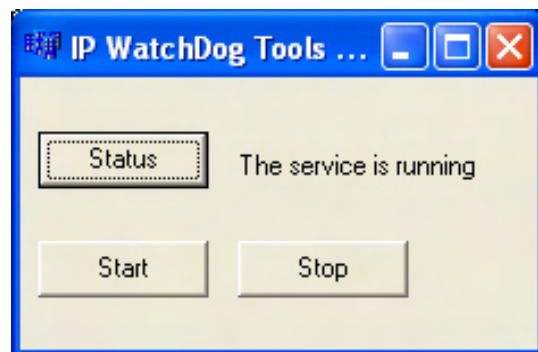 IP WatchDog Tools ...
Status
The service is running
Start
Stop